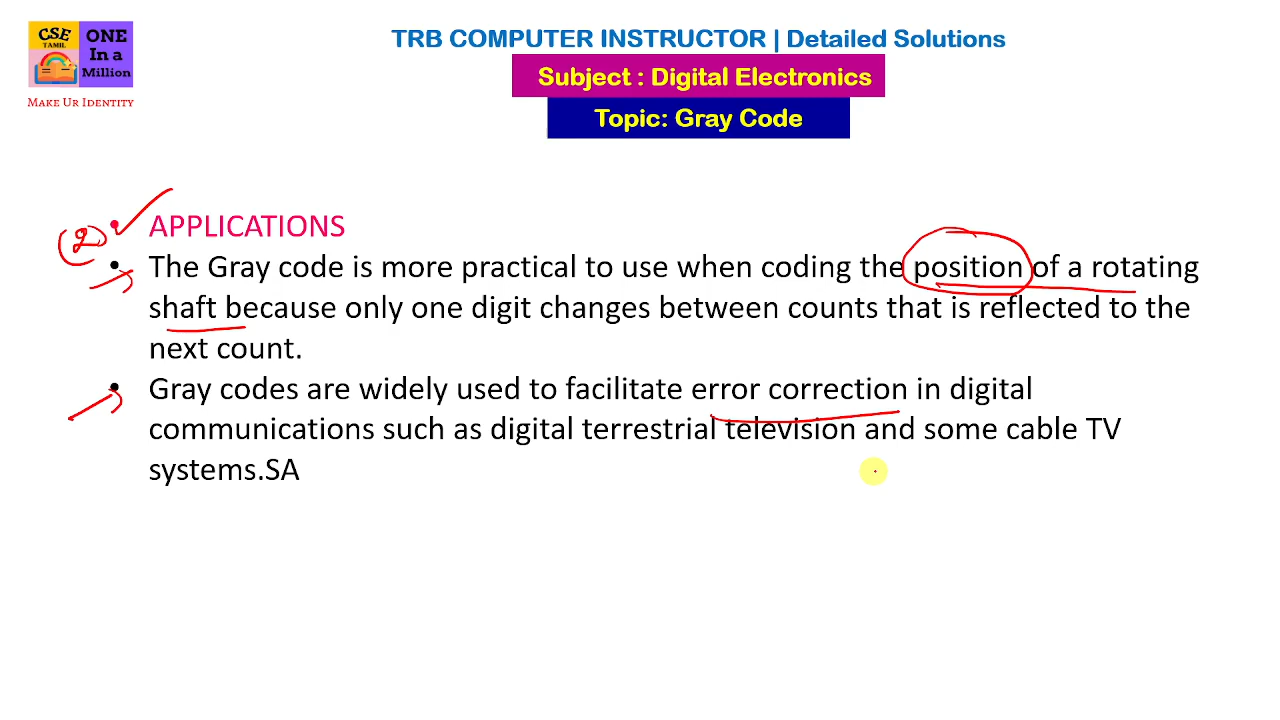 CSE
TAMIL
ONE
In a
Million
MAKE UR IDENTITY
TRB COMPUTER INSTRUCTOR | Detailed Solutions
Subject : Digital Electronics
Topic: Gray Code
(2)
• APPLICATIONS
• The Gray code is more practical to use when coding the position of a rotating
shaft because only one digit changes between counts that is reflected to the
next count.
• Gray codes are widely used to facilitate error correction in digital
communications such as digital terrestrial television and some cable TV
systems.SA